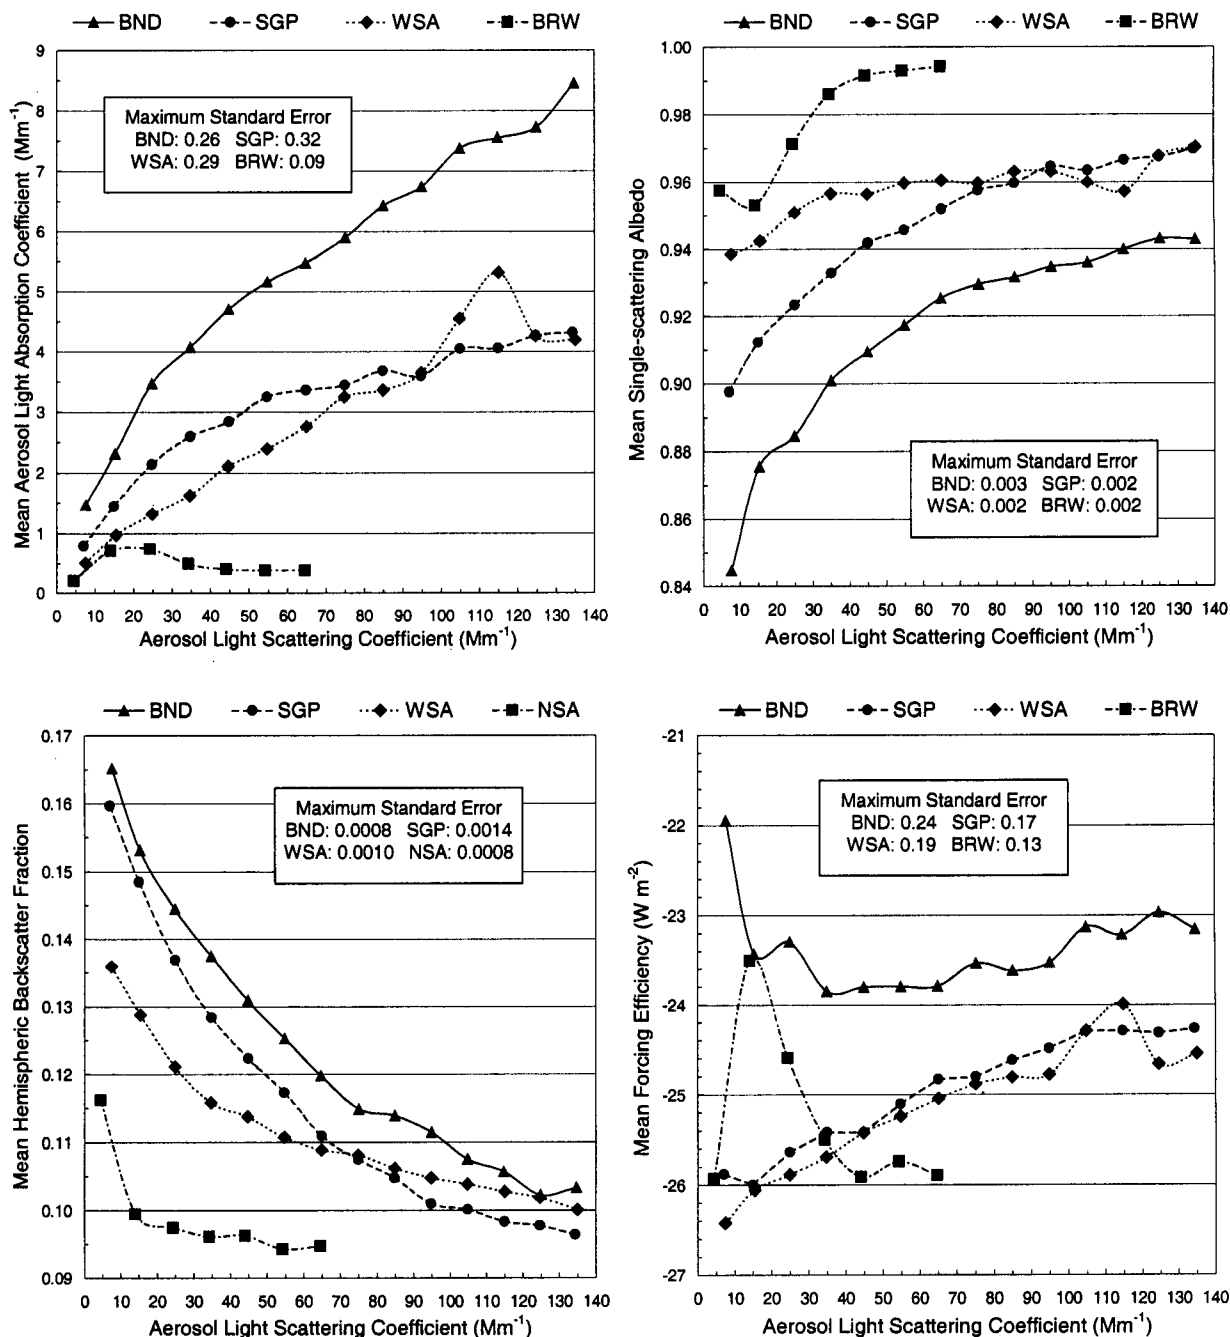 BND SGP WSA BRW
Mean Aerosol Light Absorption Coefficient (Mm-1)
9
8
7
6
5
4
3
2
1
0
Maximum Standard Error
BND: 0.26 SGP: 0.32
WSA: 0.29 BRW: 0.09
0 10 20 30 40 50 60 70 80 90 100 110 120 130 140
Aerosol Light Scattering Coefficient (Mm-1)
BND SGP WSA BRW
Mean Single-scattering Albedo
1.00
0.98
0.96
0.94
0.92
0.90
0.88
0.86
0.84
Maximum Standard Error
BND: 0.003 SGP: 0.002
WSA: 0.002 BRW: 0.002
0 10 20 30 40 50 60 70 80 90 100 110 120 130 140
Aerosol Light Scattering Coefficient (Mm-1)
BND SGP WSA NSA
Mean Hemispheric Backscatter Fraction
0.17
0.16
0.15
0.14
0.13
0.12
0.11
0.10
0.09
Maximum Standard Error
BND: 0.0008 SGP: 0.0014
WSA: 0.0010 NSA: 0.0008
0 10 20 30 40 50 60 70 80 90 100 110 120 130 140
Aerosol Light Scattering Coefficient (Mm-1)
BND SGP WSA BRW
Mean Forcing Efficiency (W m-2)
-21
-22
-23
-24
-25
-26
-27
Maximum Standard Error
BND: 0.24 SGP: 0.17
WSA: 0.19 BRW: 0.13
0 10 20 30 40 50 60 70 80 90 100 110 120 130 140
Aerosol Light Scattering Coefficient (Mm-1)